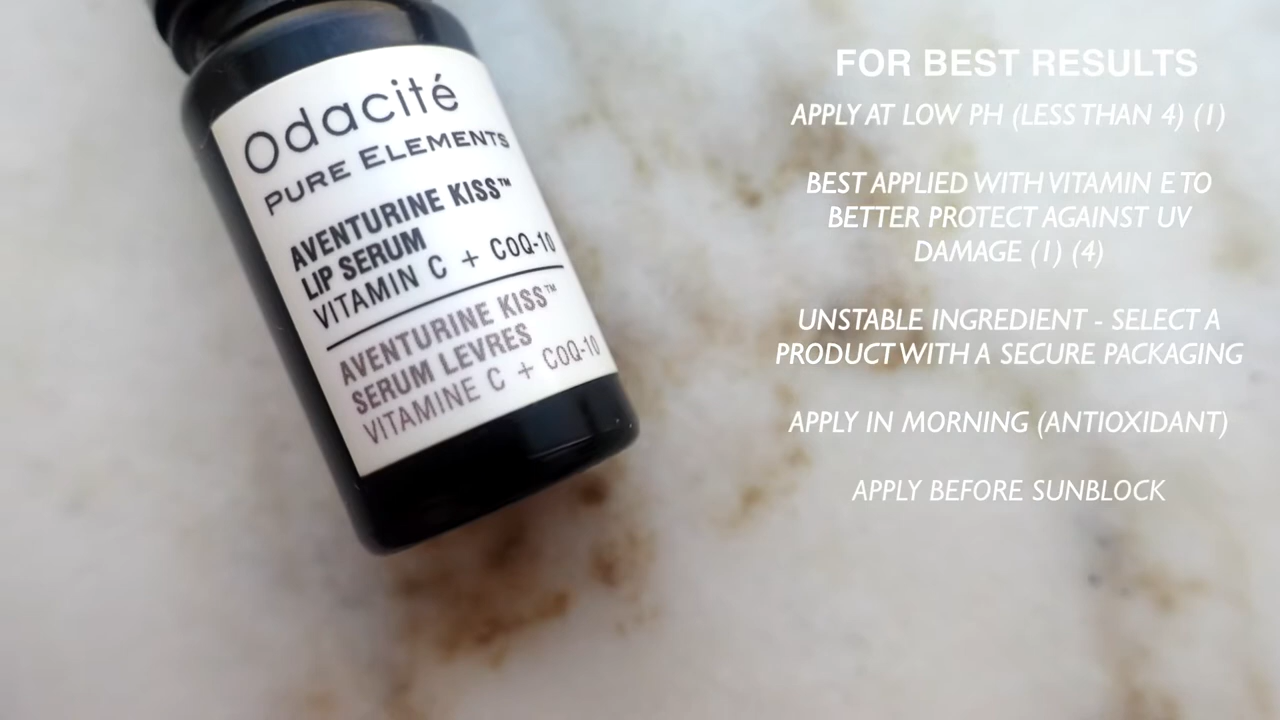 Odacité
PURE ELEMENTS
AVENTURINE KISS™
LIP SERUM
VITAMIN C + CoQ-10
AVENTURINE KISS™
SERUM LEVRES
VITAMINE C + CoQ-10
FOR BEST RESULTS
APPLY AT LOW PH (LESS THAN 4) (1)
BEST APPLIED WITH VITAMIN E TO
BETTER PROTECT AGAINST UV
DAMAGE (1) (4)
UNSTABLE INGREDIENT - SELECT A
PRODUCT WITH A SECURE PACKAGING
APPLY IN MORNING (ANTIOXIDANT)
APPLY BEFORE SUNBLOCK